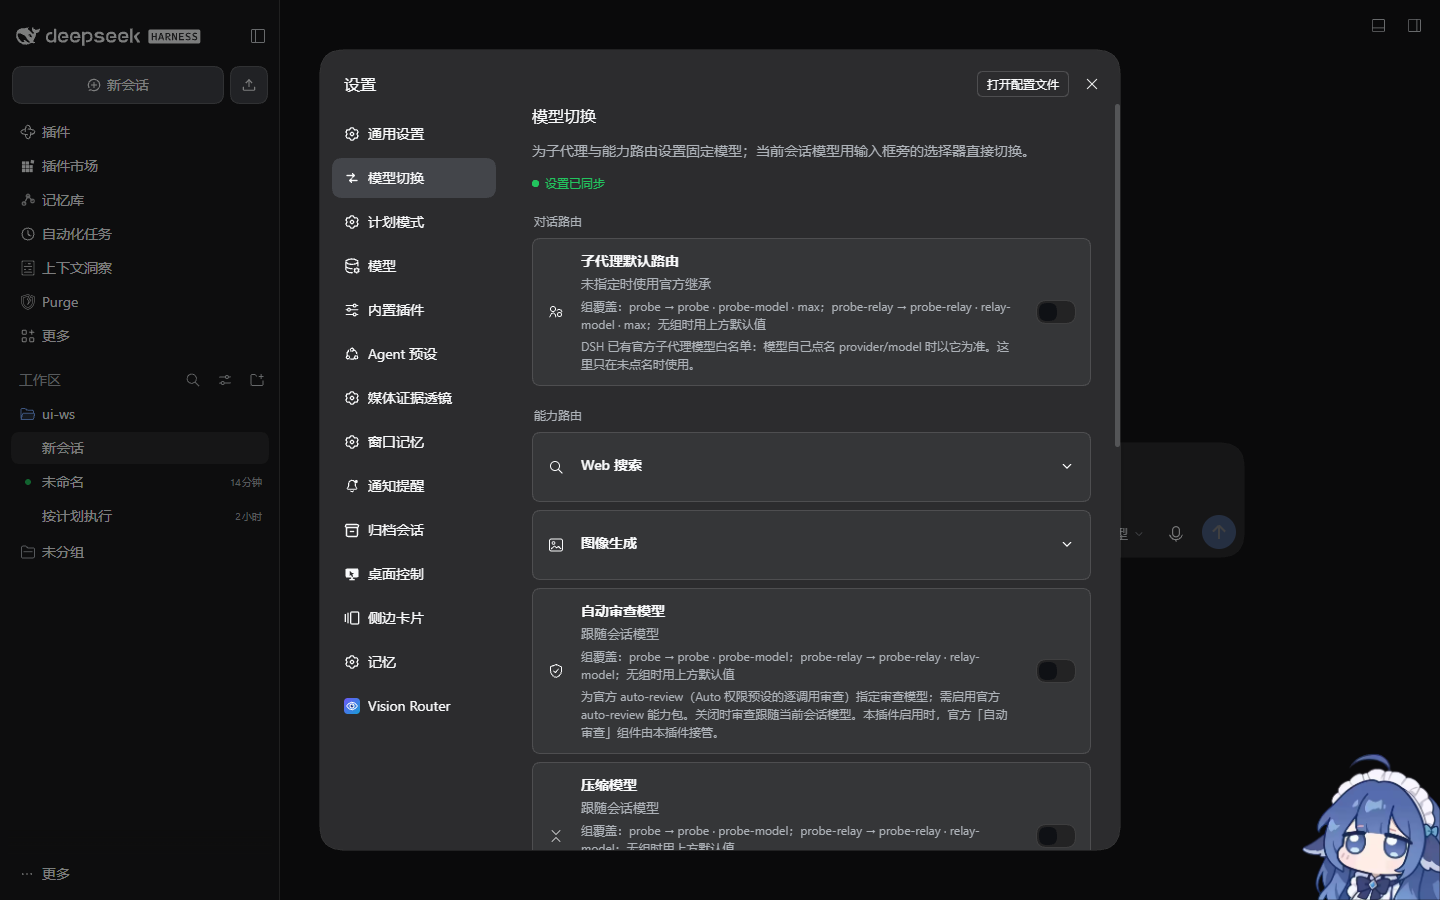 deepseek HARNESS
新会话
插件
插件市场
记忆库
自动化任务
上下文洞察
Purge
更多
工作区
ui-ws
新会话
未命名 14分钟
按计划执行 2小时
未分组
更多
设置
打开配置文件
通用设置
模型切换
计划模式
模型
内置插件
Agent 预设
媒体证据透镜
窗口记忆
通知提醒
归档会话
桌面控制
侧边卡片
记忆
Vision Router
模型切换
为子代理与能力路由设置固定模型；当前会话模型用输入框旁的选择器直接切换。
设置已同步
对话路由
子代理默认路由
未指定时使用官方继承
组覆盖：probe → probe · probe-model · max；probe-relay → probe-relay · relay-
model · max；无组时用上方默认值
DSH 已有官方子代理模型白名单：模型自己点名 provider/model 时以它为准。这
里只在未点名时使用。
能力路由
Web 搜索
图像生成
自动审查模型
跟随会话模型
组覆盖：probe → probe · probe-model；probe-relay → probe-relay · relay-
model；无组时用上方默认值
为官方 auto-review（Auto 权限预设的逐调用审查）指定审查模型；需启用官方
auto-review 能力包。关闭时审查跟随当前会话模型。本插件启用时，官方「自动
审查」组件由本插件接管。
压缩模型
跟随会话模型
组覆盖：probe → probe · probe-model；probe-relay → probe-relay · relay-
model；无组时用上方默认值
型